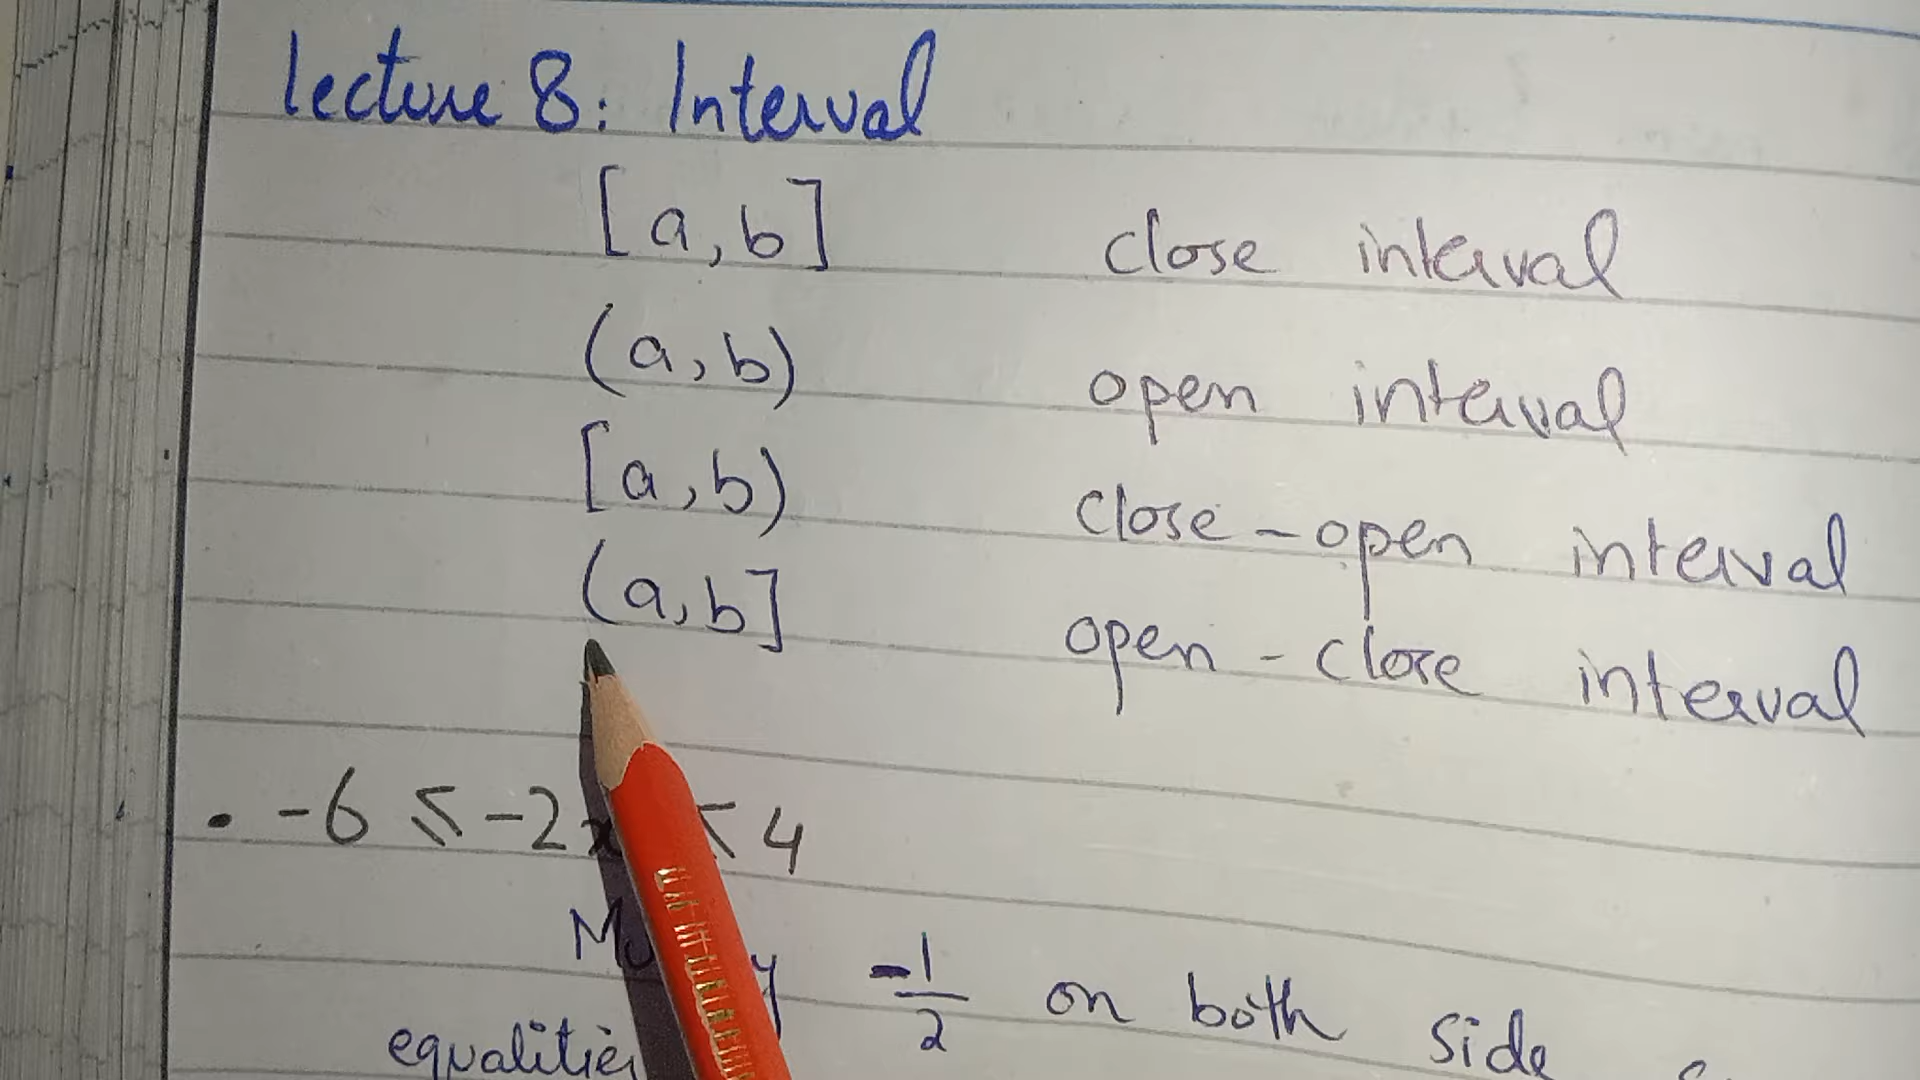 Lecture 8: Interval
[a, b] close interval
(a, b) open interval
[a, b) close-open interval
(a, b] open-close interval
• -6 ≤ -2x ≤ 4
-1/2 on both side